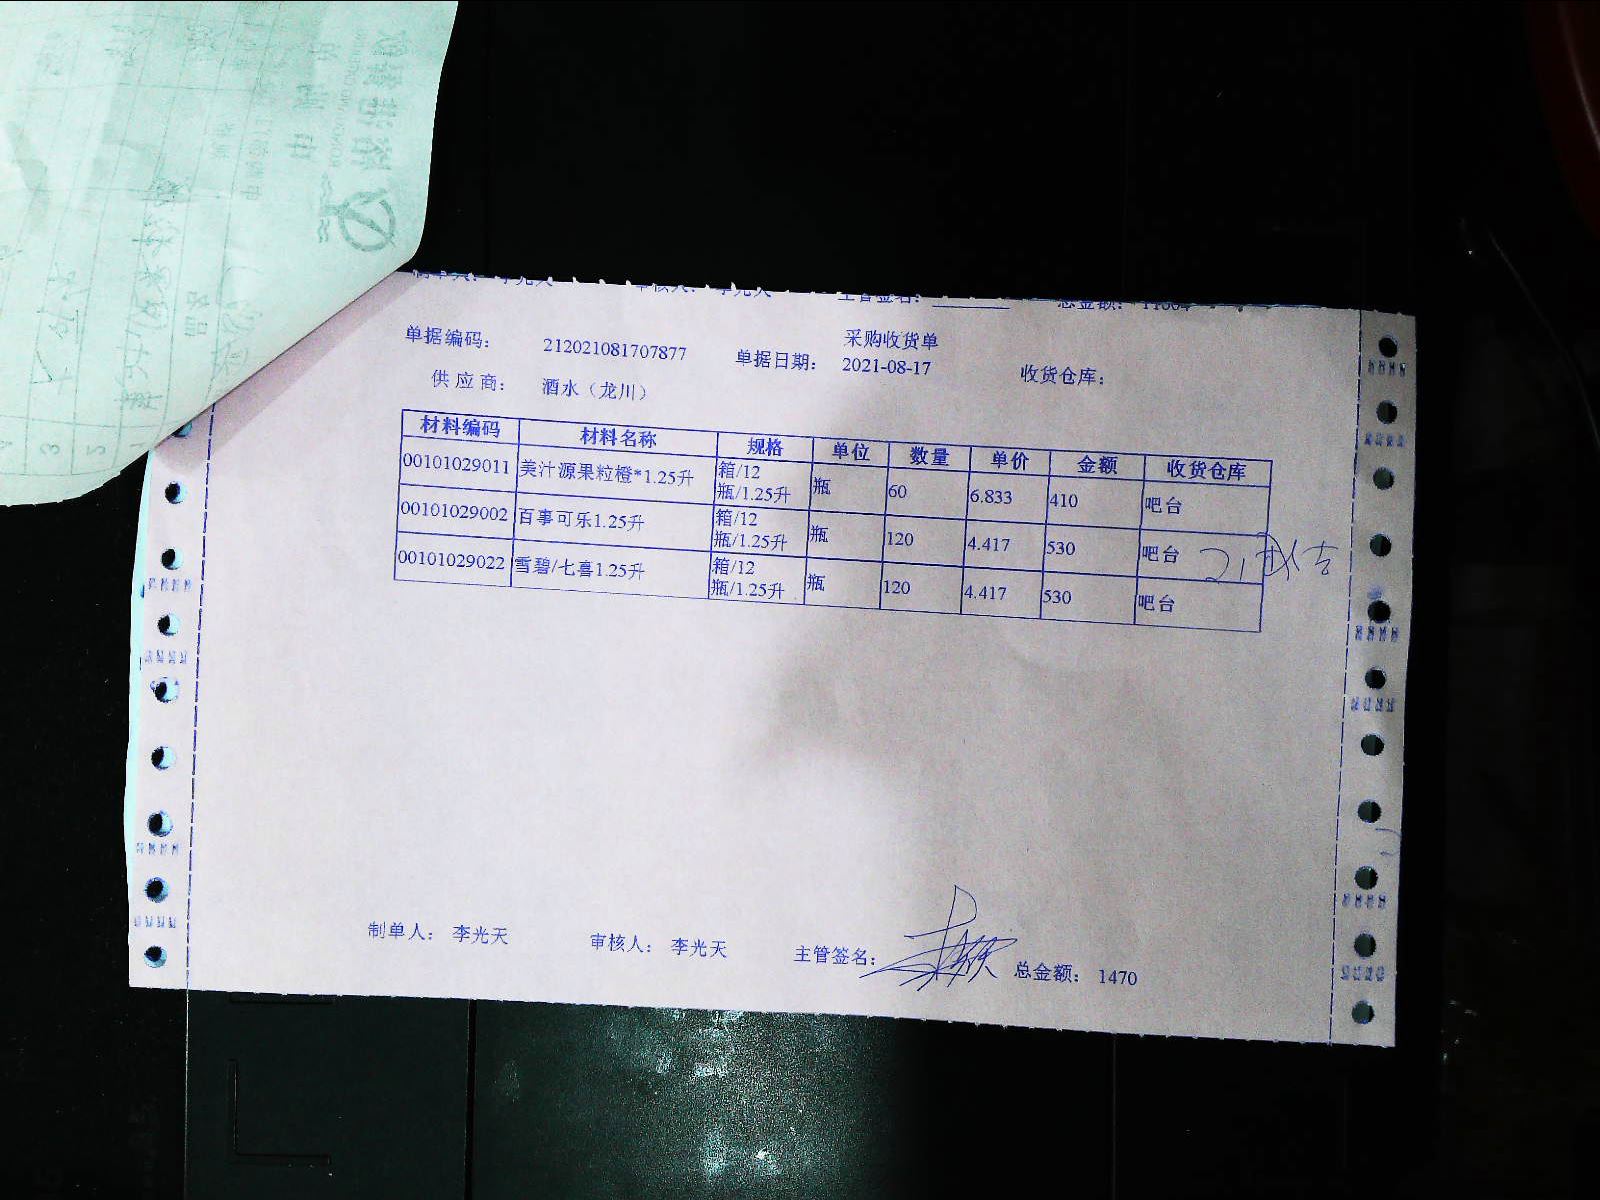 采购收货单
单据编码: 212021081707877 单据日期: 2021-08-17 收货仓库:
供应商: 酒水（龙川）
材料编码 材料名称 规格 单位 数量 单价 金额 收货仓库
00101029011 美汁源果粒橙*1.25升 箱/12瓶/1.25升 瓶 60 6.833 410 吧台
00101029002 百事可乐1.25升 箱/12瓶/1.25升 瓶 120 4.417 530 吧台
00101029022 雪碧/七喜1.25升 箱/12瓶/1.25升 瓶 120 4.417 530 吧台
制单人: 李光天 审核人: 李光天 主管签名: 总金额: 1470